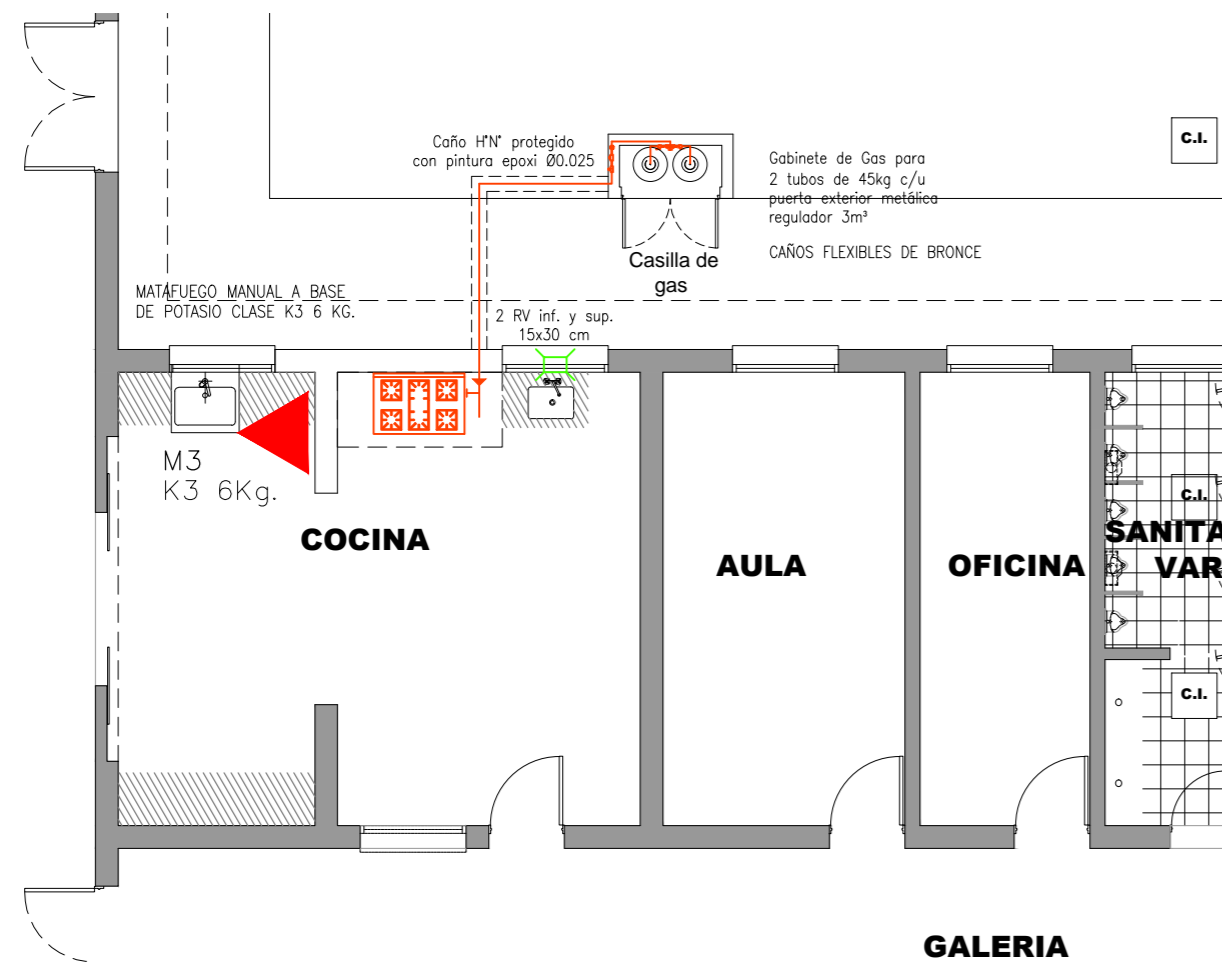 Caño H°N° protegido
con pintura epoxi Ø0.025
C.I.
Gabinete de Gas para
2 tubos de 45kg c/u
puerta exterior metálica
regulador 3m³
CAÑOS FLEXIBLES DE BRONCE
Casilla de
gas
MATAFUEGO MANUAL A BASE
DE POTASIO CLASE K3 6 KG.
2 RV inf. y sup.
15x30 cm
M3
K3 6Kg.
COCINA
AULA
OFICINA
C.I.
SANITA
VAR
C.I.
GALERIA